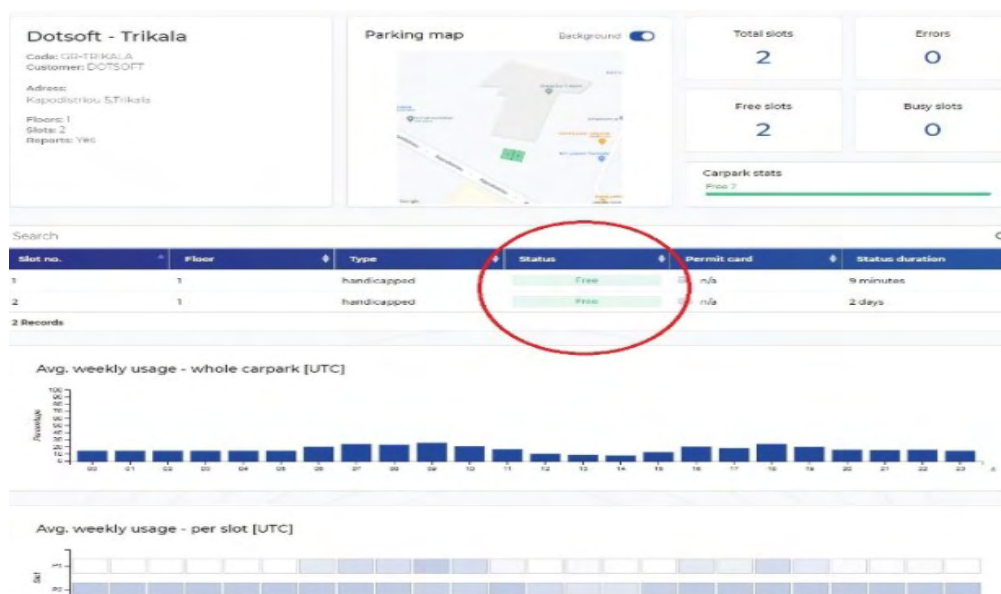 Dotsoft - Trikala
Code: GR-TRIKALA
Customer: DOTSOFT
Adress:
Kapodistriou 5,Trikala
Floors: 1
Slots: 2
Reports: Yes
Parking map
Background
Google
Total slots
2
Errors
0
Free slots
2
Busy slots
0
Carpark stats
Free 2
Search
Slot no. Floor Type Status Permit card Status duration
1 1 handicapped Free n/a 9 minutes
2 1 handicapped Free n/a 2 days
2 Records
Avg. weekly usage - whole carpark [UTC]
Percentage
100
00 01 02 03 04 05 06 07 08 09 10 11 12 13 14 15 16 17 18 19 20 21 22 23
Avg. weekly usage - per slot [UTC]
Slot